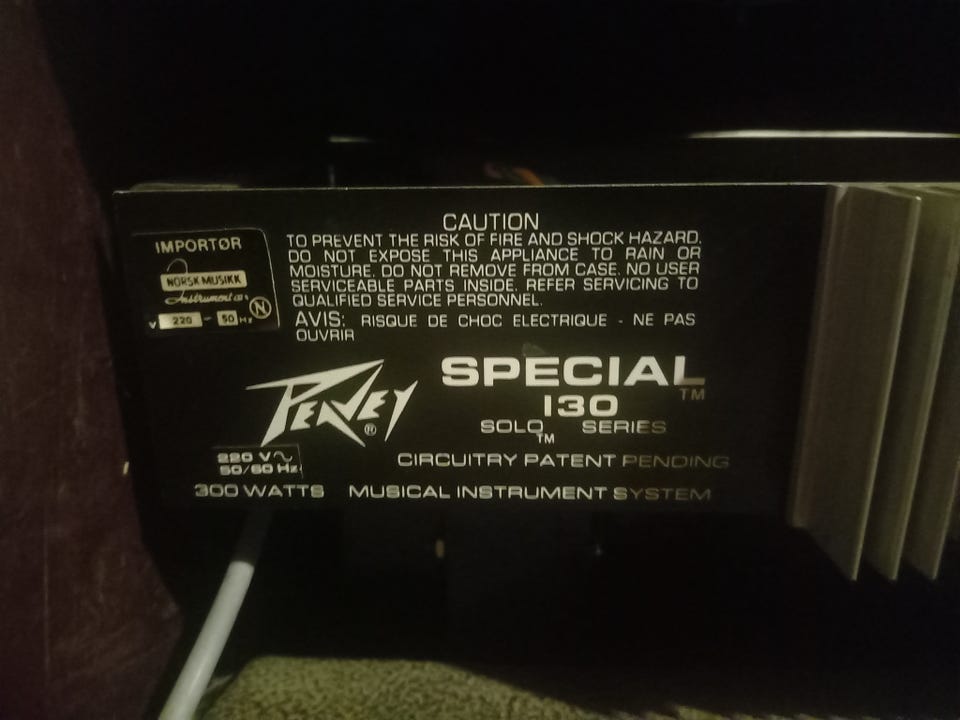 IMPORTØR
NORSK MUSIKK
Instrument
V 220 - 50 Hz
N
CAUTION
TO PREVENT THE RISK OF FIRE AND SHOCK HAZARD,
DO NOT EXPOSE THIS APPLIANCE TO RAIN OR
MOISTURE. DO NOT REMOVE FROM CASE. NO USER
SERVICEABLE PARTS INSIDE. REFER SERVICING TO
QUALIFIED SERVICE PERSONNEL.
AVIS: RISQUE DE CHOC ELECTRIQUE - NE PAS
OUVRIR
PEAVEY ®
SPECIAL TM
130
SOLO TM SERIES
220 V~
50/60 Hz
CIRCUITRY PATENT PENDING
300 WATTS MUSICAL INSTRUMENT SYSTEM